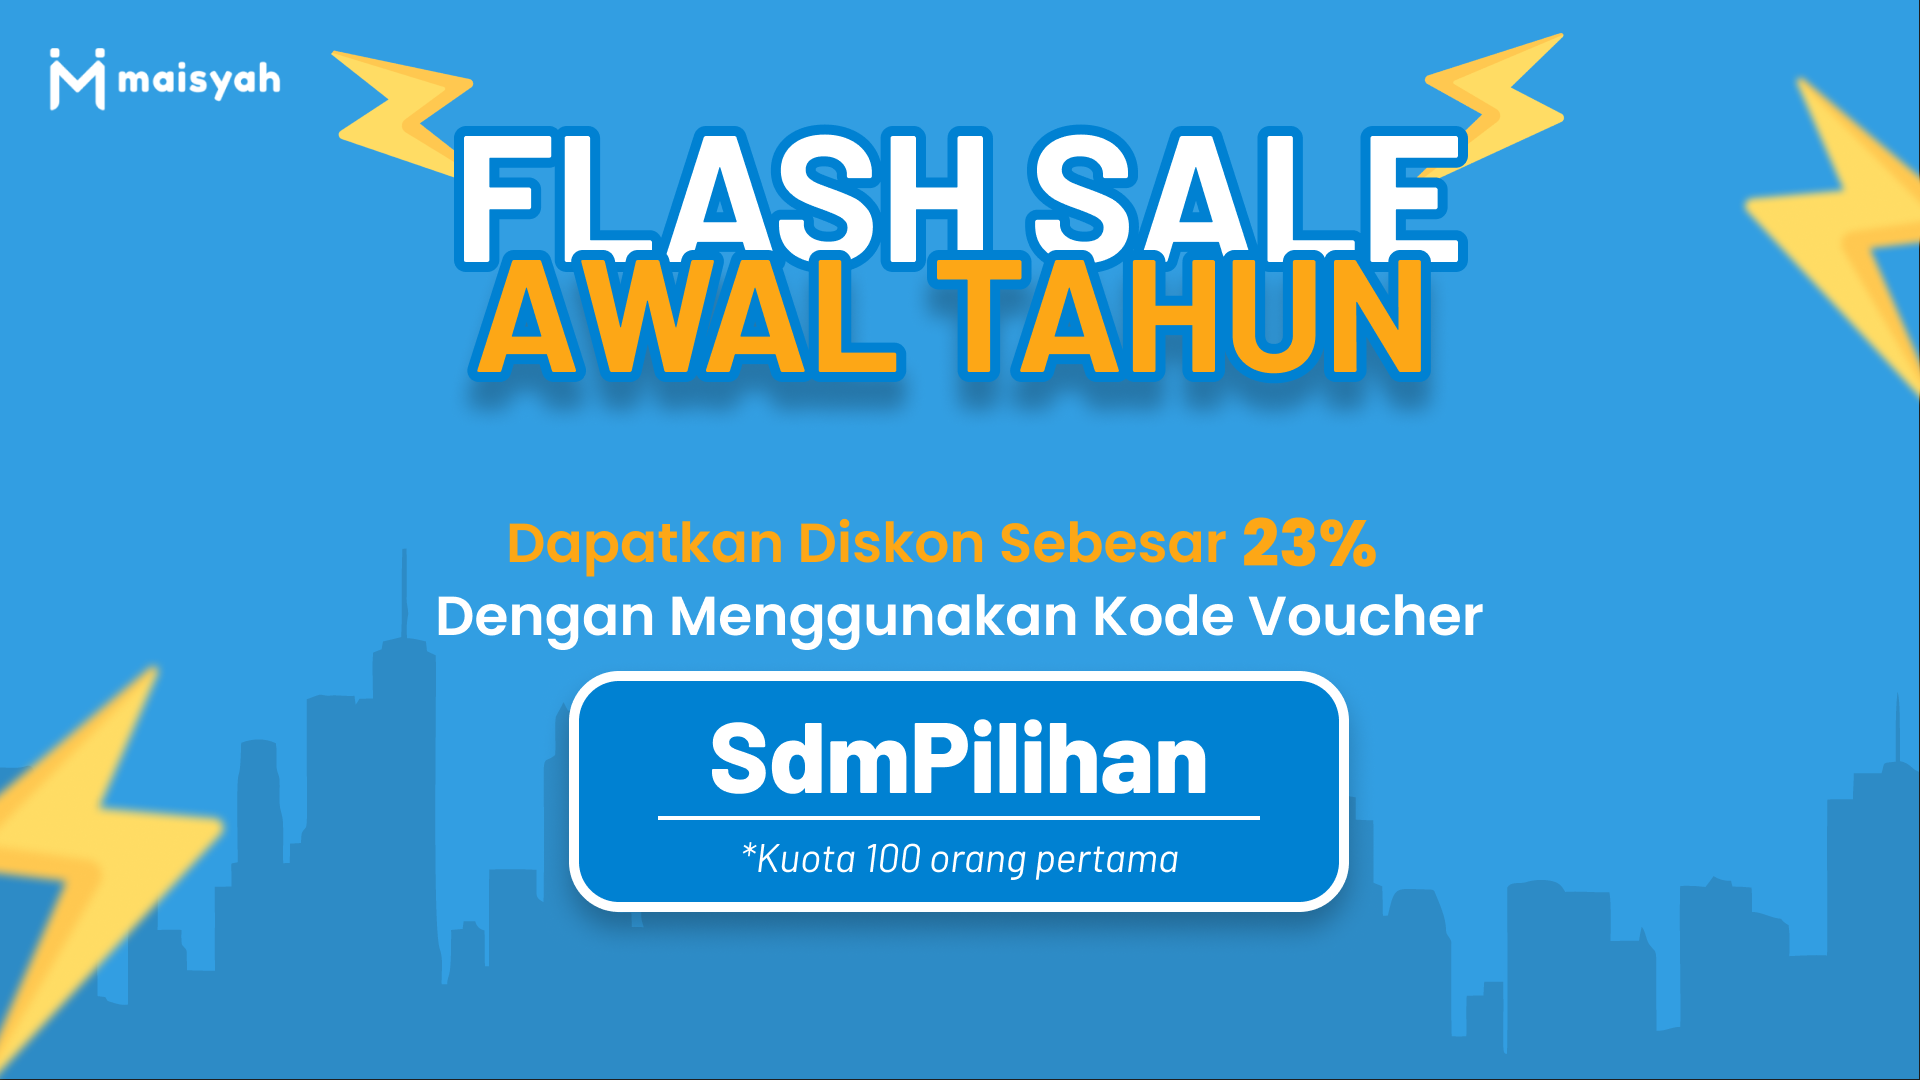 maisyah
FLASH SALE
AWAL TAHUN
Dapatkan Diskon Sebesar 23%
Dengan Menggunakan Kode Voucher
SdmPilihan
*Kuota 100 orang pertama